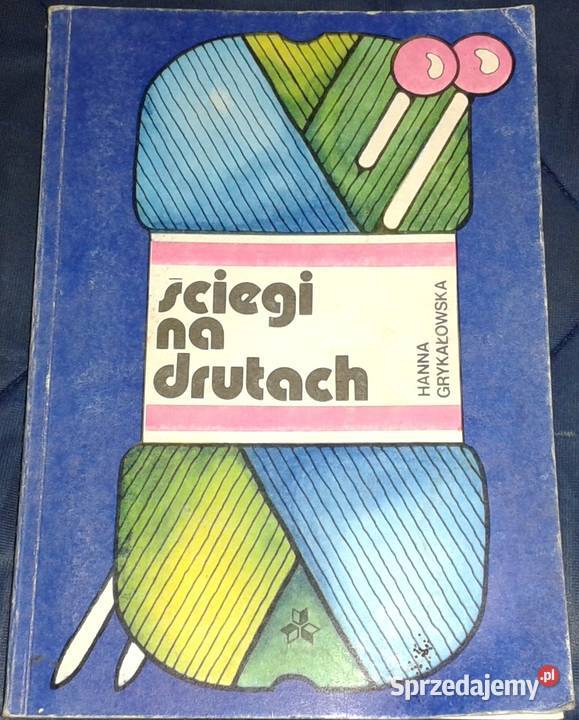 ściegi
na
drutach
HANNA
GRYKAŁOWSKA
Sprzedajemy.pl